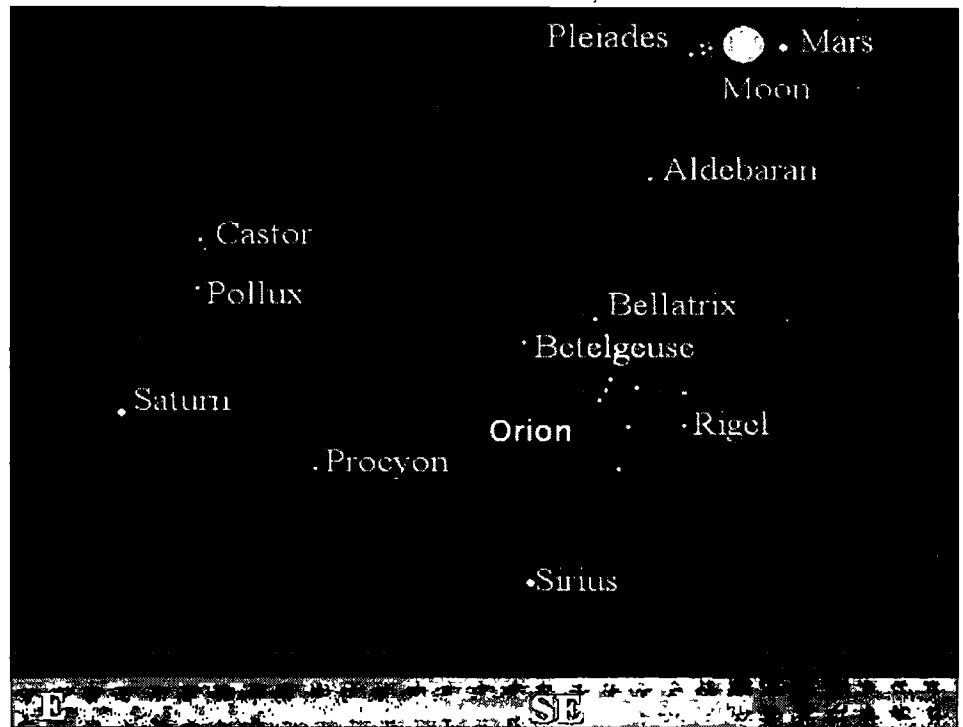 Pleiades
Mars
Moon
Aldebaran
Castor
Pollux
Bellatrix
Betelgeuse
Saturn
Orion
Rigel
Procyon
Sirius
E SE